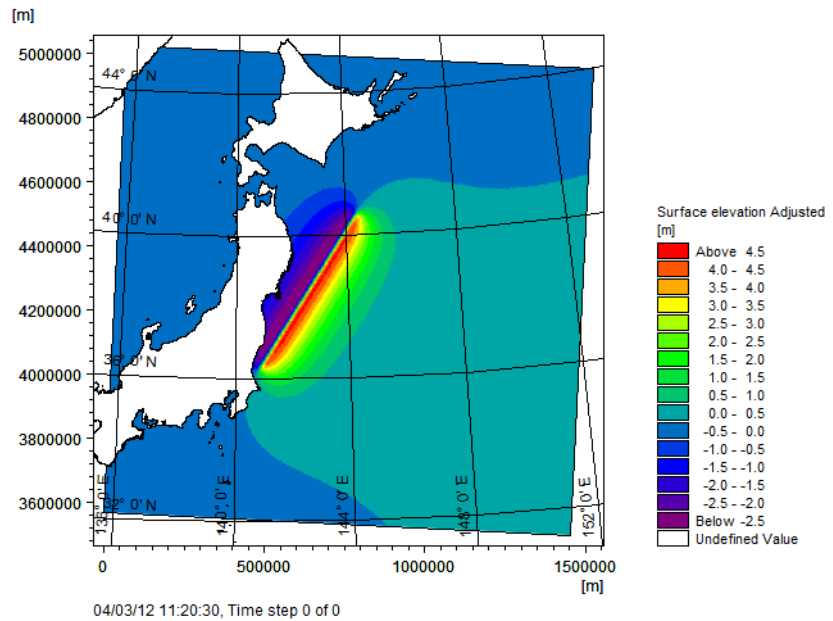 [m]
5000000
4800000
4600000
4400000
4200000
4000000
3800000
3600000
44° 0' N
40° 0' N
36° 0' N
32° 0' N
136° 0' E
140° 0' E
144° 0' E
148° 0' E
152° 0' E
0
500000
1000000
1500000
[m]
04/03/12 11:20:30, Time step 0 of 0
Surface elevation Adjusted
[m]
Above 4.5
4.0 - 4.5
3.5 - 4.0
3.0 - 3.5
2.5 - 3.0
2.0 - 2.5
1.5 - 2.0
1.0 - 1.5
0.5 - 1.0
0.0 - 0.5
-0.5 - 0.0
-1.0 - -0.5
-1.5 - -1.0
-2.0 - -1.5
-2.5 - -2.0
Below -2.5
Undefined Value